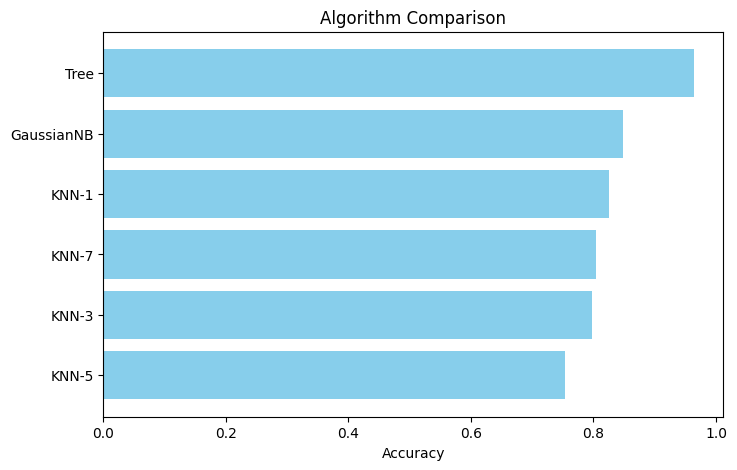 Algorithm Comparison
Tree
GaussianNB
KNN-1
KNN-7
KNN-3
KNN-5
0.0 0.2 0.4 0.6 0.8 1.0
Accuracy